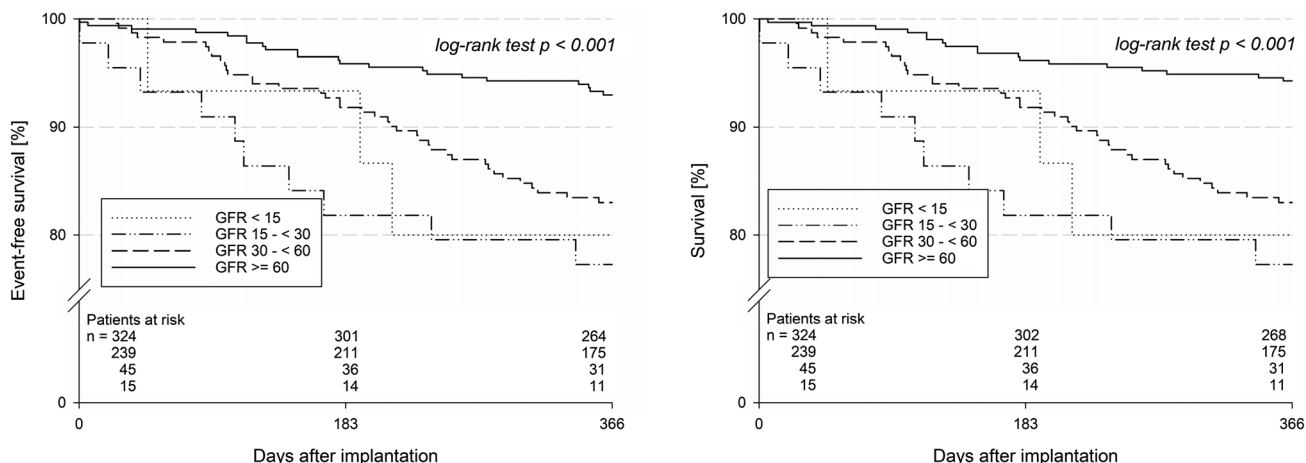 100
log-rank test p < 0.001
Event-free survival [%]
90
GFR < 15
GFR 15 - < 30
GFR 30 - < 60
GFR >= 60
80
Patients at risk
n = 324 301 264
239 211 175
45 36 31
15 14 11
0
0 183 366
Days after implantation
100
log-rank test p < 0.001
Survival [%]
90
GFR < 15
GFR 15 - < 30
GFR 30 - < 60
GFR >= 60
80
Patients at risk
n = 324 302 268
239 211 175
45 36 31
15 14 11
0
0 183 366
Days after implantation